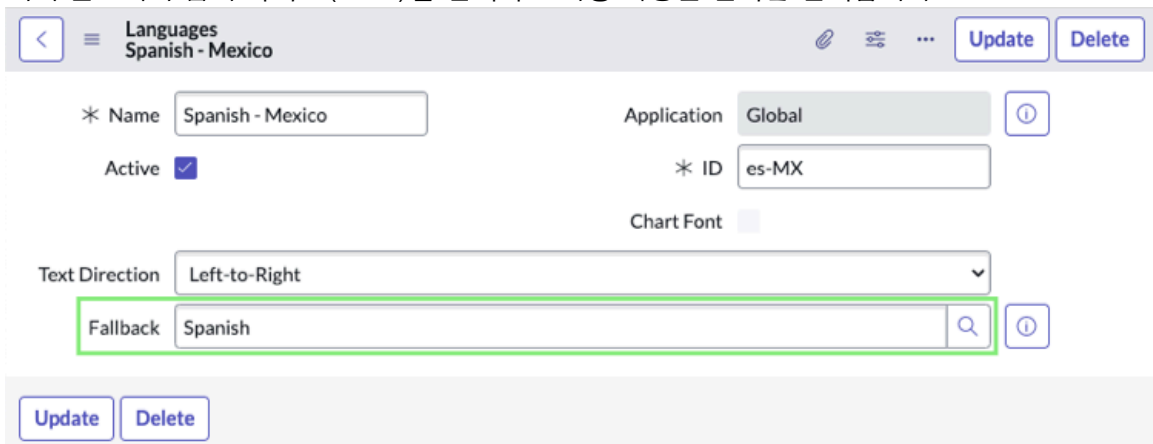 Languages
Spanish - Mexico
Update Delete
Name Spanish - Mexico
Application Global
Active
ID es-MX
Chart Font
Text Direction Left-to-Right
Fallback Spanish
Update Delete